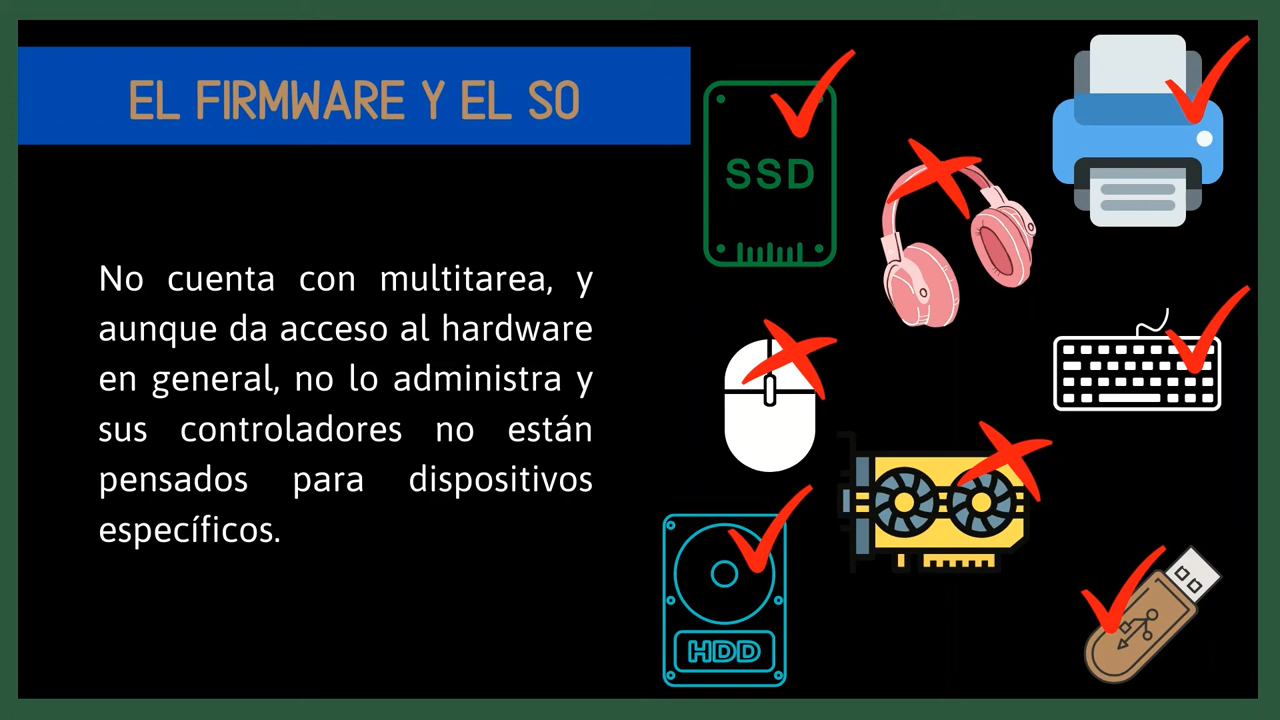 EL FIRMWARE Y EL SO
No cuenta con multitarea, y
aunque da acceso al hardware
en general, no lo administra y
sus controladores no están
pensados para dispositivos
específicos.
SSD
HDD